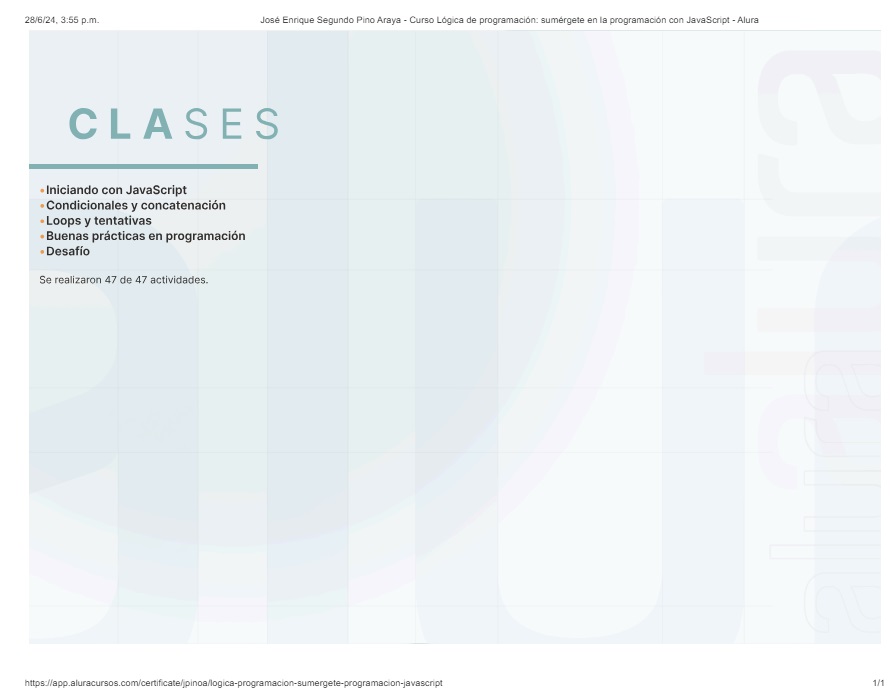 28/6/24, 3:55 p.m.
José Enrique Segundo Pino Araya - Curso Lógica de programación: sumérgete en la programación con JavaScript - Alura
CLASES
•Iniciando con JavaScript
•Condicionales y concatenación
•Loops y tentativas
•Buenas prácticas en programación
•Desafío
Se realizaron 47 de 47 actividades.
alura
alura
https://app.aluracursos.com/certificate/jpinoa/logica-programacion-sumergete-programacion-javascript
1/1